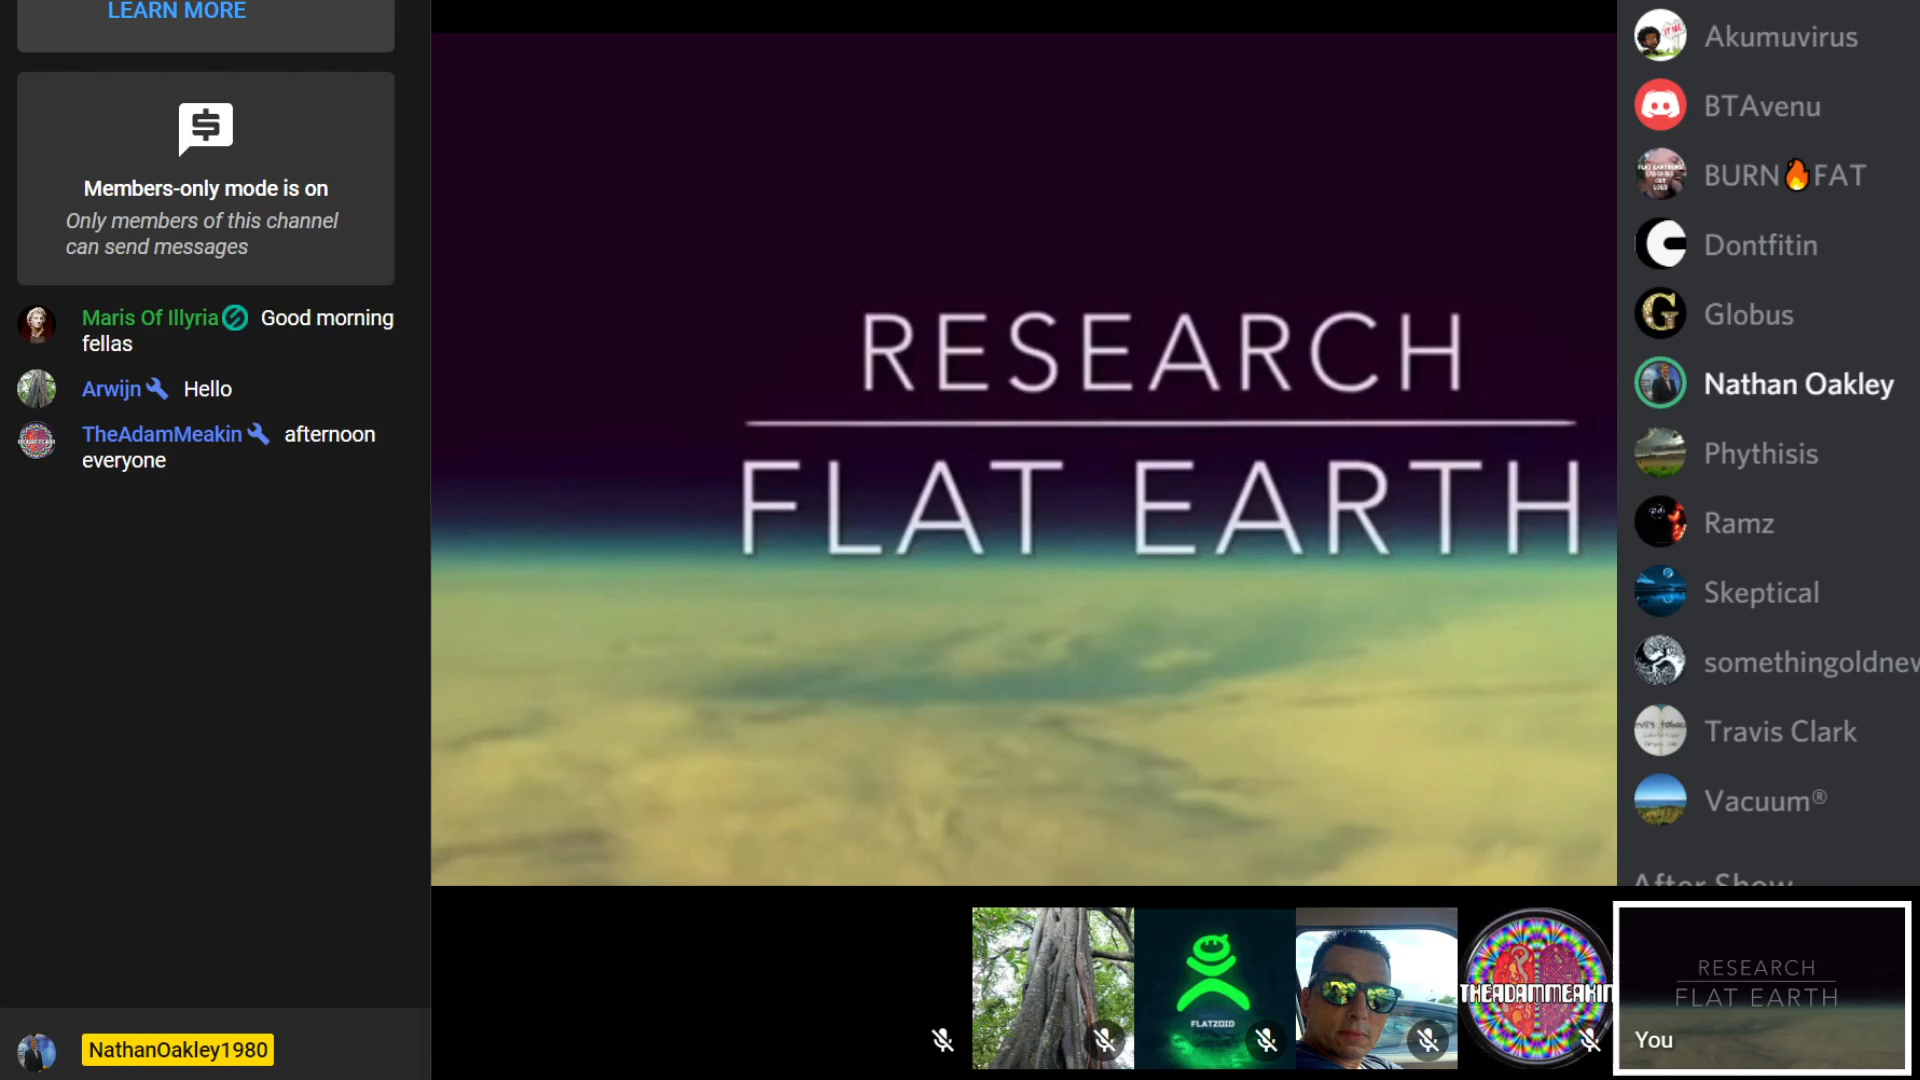 LEARN MORE
Members-only mode is on
Only members of this channel
can send messages
Maris Of Illyria Good morning
fellas
Arwijn Hello
TheAdamMeakin afternoon
everyone
NathanOakley1980
RESEARCH
FLAT EARTH
Akumuvirus
BTAvenu
BURN🔥FAT
Dontfitin
Globus
Nathan Oakley
Phythisis
Ramz
Skeptical
somethingoldnew
Travis Clark
Vacuum®
After Show
FLATZOID
THEADAMMEAKIN
RESEARCH
FLAT EARTH
You